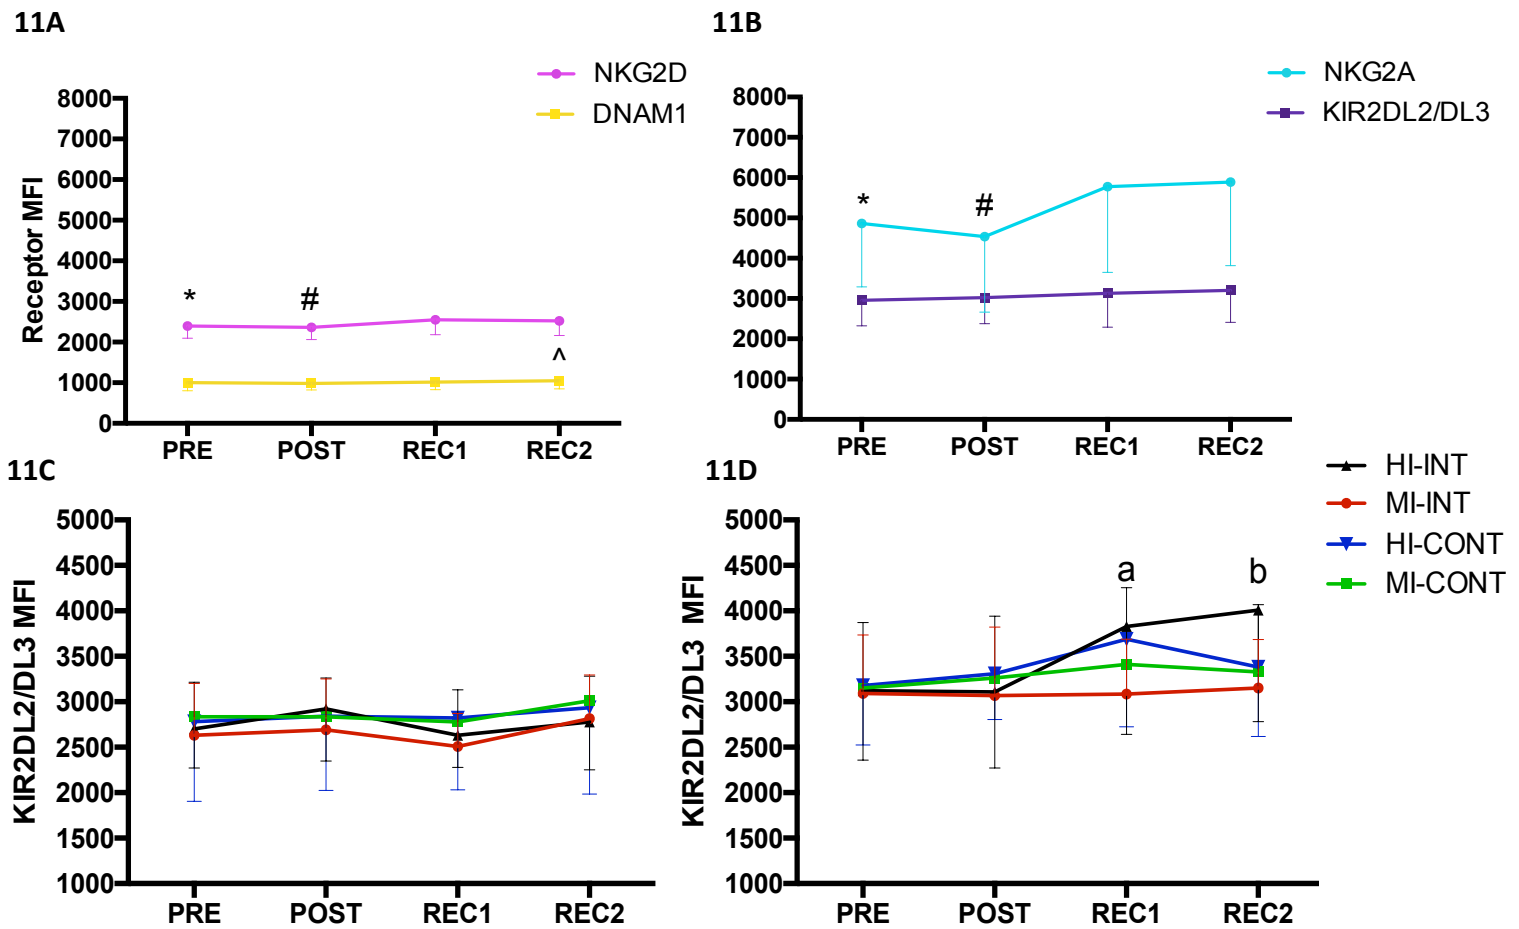 11A
NKG2D
DNAM1
Receptor MFI
8000
7000
6000
5000
4000
3000
2000
1000
0
*
#
^
PRE POST REC1 REC2
11B
NKG2A
KIR2DL2/DL3
8000
7000
6000
5000
4000
3000
2000
1000
0
*
#
PRE POST REC1 REC2
11C
KIR2DL2/DL3 MFI
5000
4500
4000
3500
3000
2500
2000
1500
1000
PRE POST REC1 REC2
11D
HI-INT
MI-INT
HI-CONT
MI-CONT
KIR2DL2/DL3 MFI
5000
4500
4000
3500
3000
2500
2000
1500
1000
a
b
PRE POST REC1 REC2